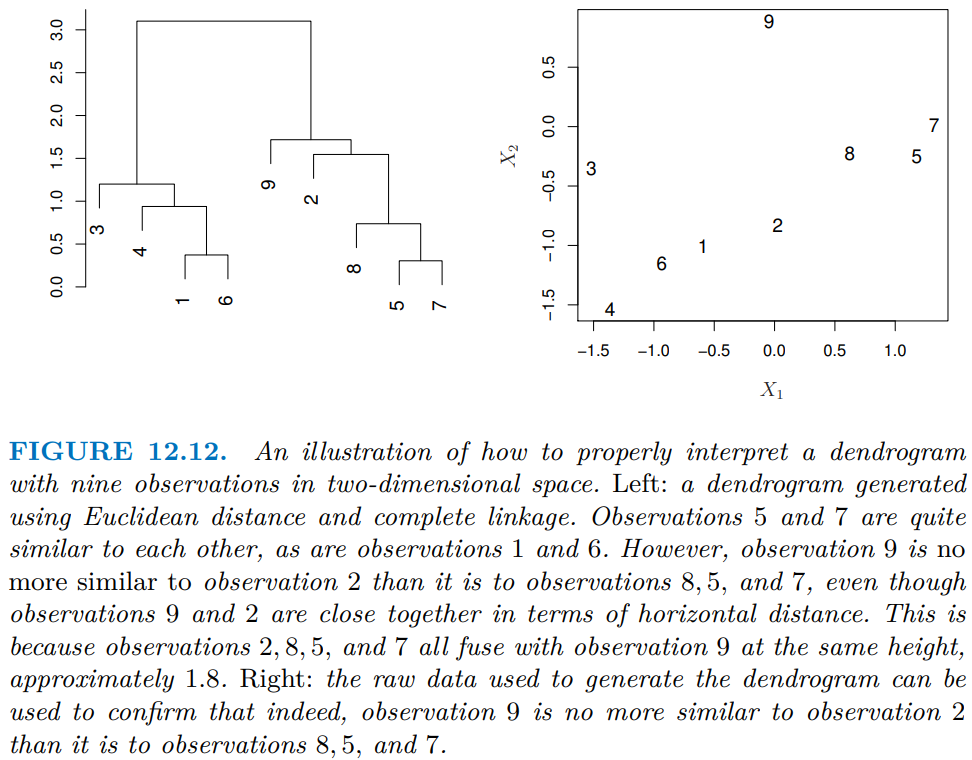 3.0
2.5
2.0
1.5
1.0
0.5
0.0
3
4
1
6
9
2
8
5
7
X2
0.5
0.0
−0.5
−1.0
−1.5
9
7
8
5
3
2
1
6
4
−1.5 −1.0 −0.5 0.0 0.5 1.0
X1
FIGURE 12.12. An illustration of how to properly interpret a dendrogram
with nine observations in two-dimensional space. Left: a dendrogram generated
using Euclidean distance and complete linkage. Observations 5 and 7 are quite
similar to each other, as are observations 1 and 6. However, observation 9 is no
more similar to observation 2 than it is to observations 8, 5, and 7, even though
observations 9 and 2 are close together in terms of horizontal distance. This is
because observations 2, 8, 5, and 7 all fuse with observation 9 at the same height,
approximately 1.8. Right: the raw data used to generate the dendrogram can be
used to confirm that indeed, observation 9 is no more similar to observation 2
than it is to observations 8, 5, and 7.